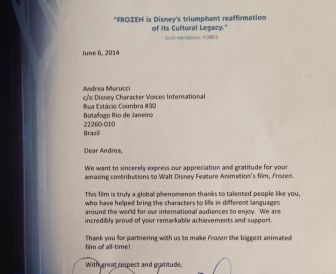 "FROZEN is Disney's triumphant reaffirmation
of its Cultural Legacy."
- Scott Mendelson, FORBES
June 6, 2014
Andrea Murucci
c/o Disney Character Voices International
Rua Estácio Coimbra #30
Botafogo Rio de Janeiro
22260-010
Brazil
Dear Andrea,
We want to sincerely express our appreciation and gratitude for your
amazing contributions to Walt Disney Feature Animation's film, Frozen.
This film is truly a global phenomenon thanks to talented people like you,
who have helped bring the characters to life in different languages
around the world for our international audiences to enjoy. We are
incredibly proud of your remarkable achievements and support.
Thank you for partnering with us to make Frozen the biggest animated
film of all-time!
With great respect and gratitude,